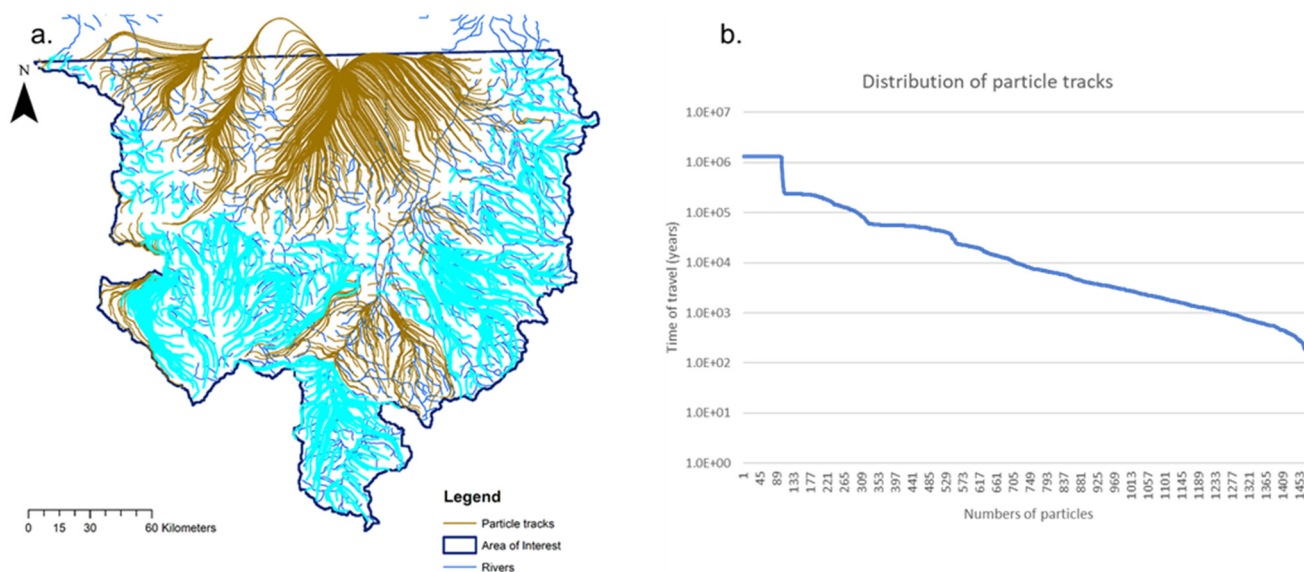 a.
N
Legend
Particle tracks
Area of Interest
Rivers
0 15 30 60 Kilometers
b.
Distribution of particle tracks
Time of travel (years)
1.0E+07
1.0E+06
1.0E+05
1.0E+04
1.0E+03
1.0E+02
1.0E+01
1.0E+00
1 45 89 133 177 221 265 309 353 397 441 485 529 573 617 661 705 749 793 837 881 925 969 1013 1057 1101 1145 1189 1233 1277 1321 1365 1409 1453
Numbers of particles